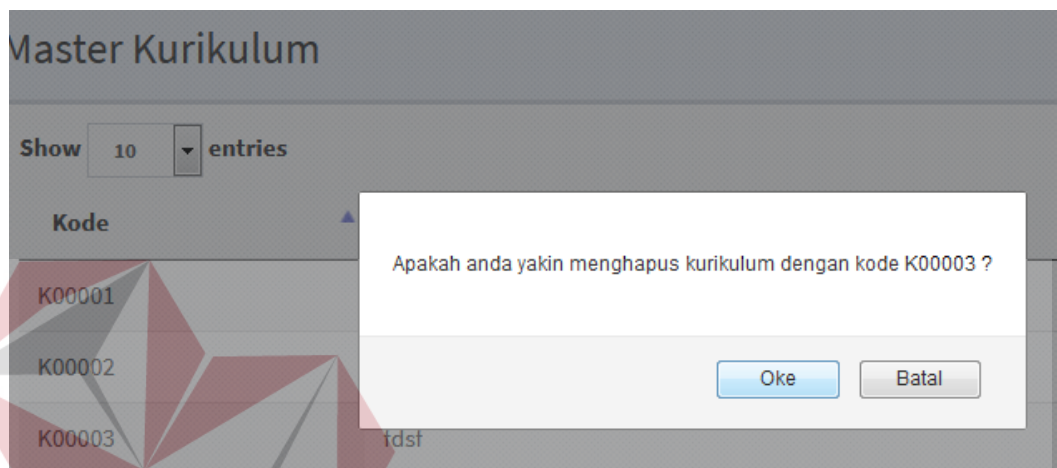 Master Kurikulum
Show 10 entries
Kode
Apakah anda yakin menghapus kurikulum dengan kode K00003 ?
K00001
K00002
Oke Batal
K00003 fdsf